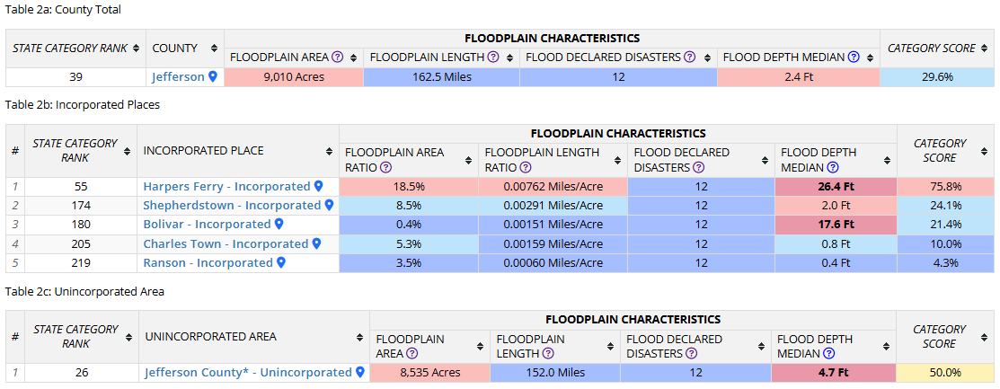 Table 2a: County Total
FLOODPLAIN CHARACTERISTICS
STATE CATEGORY RANK COUNTY FLOODPLAIN AREA FLOODPLAIN LENGTH FLOOD DECLARED DISASTERS FLOOD DEPTH MEDIAN CATEGORY SCORE
39 Jefferson 9,010 Acres 162.5 Miles 12 2.4 Ft 29.6%
Table 2b: Incorporated Places
# STATE CATEGORY RANK INCORPORATED PLACE FLOODPLAIN CHARACTERISTICS CATEGORY SCORE
FLOODPLAIN AREA RATIO FLOODPLAIN LENGTH RATIO FLOOD DECLARED DISASTERS FLOOD DEPTH MEDIAN
1 55 Harpers Ferry - Incorporated 18.5% 0.00762 Miles/Acre 12 26.4 Ft 75.8%
2 174 Shepherdstown - Incorporated 8.5% 0.00291 Miles/Acre 12 2.0 Ft 24.1%
3 180 Bolivar - Incorporated 0.4% 0.00151 Miles/Acre 12 17.6 Ft 21.4%
4 205 Charles Town - Incorporated 5.3% 0.00159 Miles/Acre 12 0.8 Ft 10.0%
5 219 Ranson - Incorporated 3.5% 0.00060 Miles/Acre 12 0.4 Ft 4.3%
Table 2c: Unincorporated Area
# STATE CATEGORY RANK UNINCORPORATED AREA FLOODPLAIN CHARACTERISTICS CATEGORY SCORE
FLOODPLAIN AREA FLOODPLAIN LENGTH FLOOD DECLARED DISASTERS FLOOD DEPTH MEDIAN
1 26 Jefferson County* - Unincorporated 8,535 Acres 152.0 Miles 12 4.7 Ft 50.0%